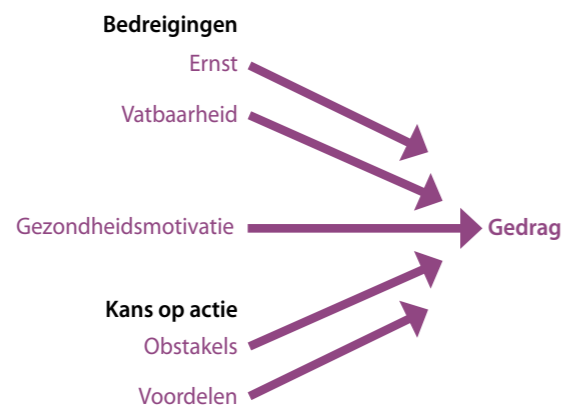 Bedreigingen
Ernst
Vatbaarheid
Gezondheidsmotivatie
Gedrag
Kans op actie
Obstakels
Voordelen